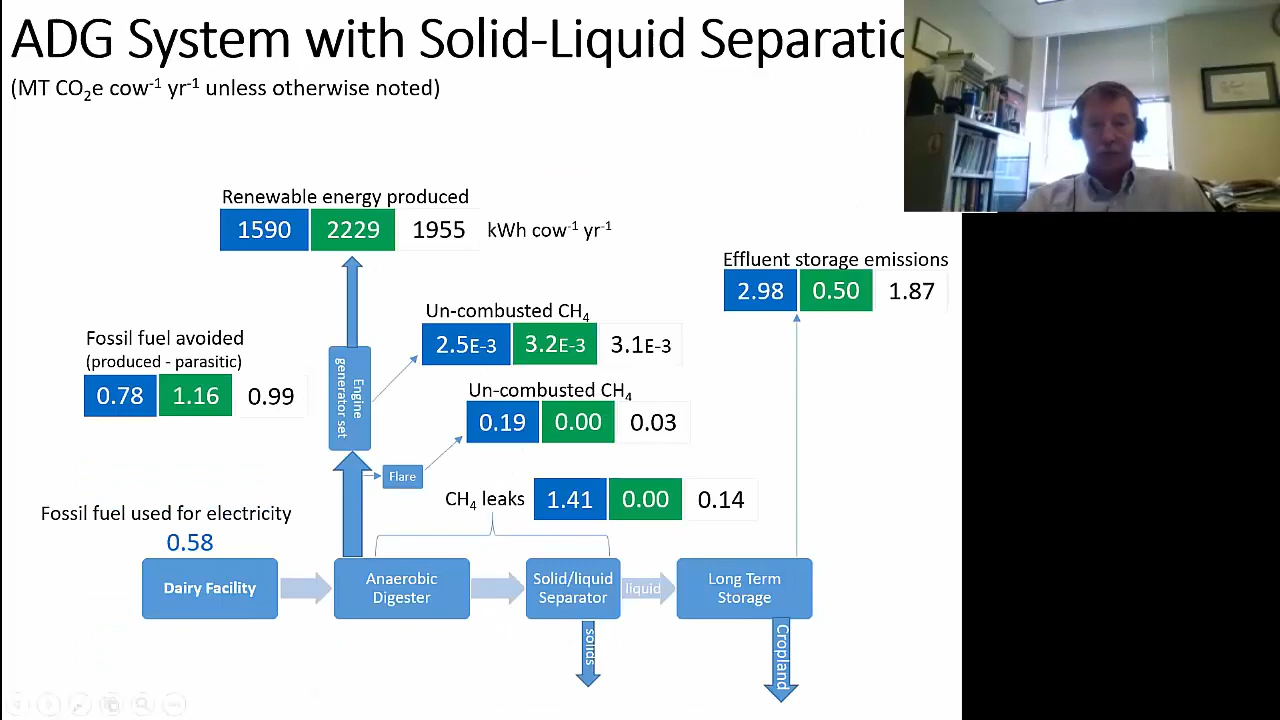 ADG System with Solid-Liquid Separatio
(MT CO₂e cow⁻¹ yr⁻¹ unless otherwise noted)
Renewable energy produced
1590 2229 1955 kWh cow⁻¹ yr⁻¹
Effluent storage emissions
2.98 0.50 1.87
Un-combusted CH₄
2.5E-3 3.2E-3 3.1E-3
Fossil fuel avoided
(produced - parasitic)
0.78 1.16 0.99
Engine
generator set
Un-combusted CH₄
0.19 0.00 0.03
Flare
CH₄ leaks 1.41 0.00 0.14
Fossil fuel used for electricity
0.58
Dairy Facility
Anaerobic
Digester
Solid/liquid
Separator
liquid
Long Term
Storage
solids
Cropland